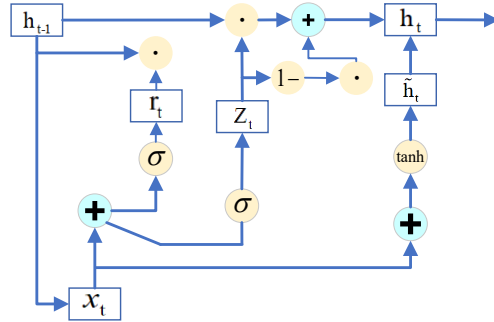 h_{t-1}
·
+
h_t
·
1−
·
r_t
Z_t
h̃_t
σ
tanh
σ
+
+
x_t